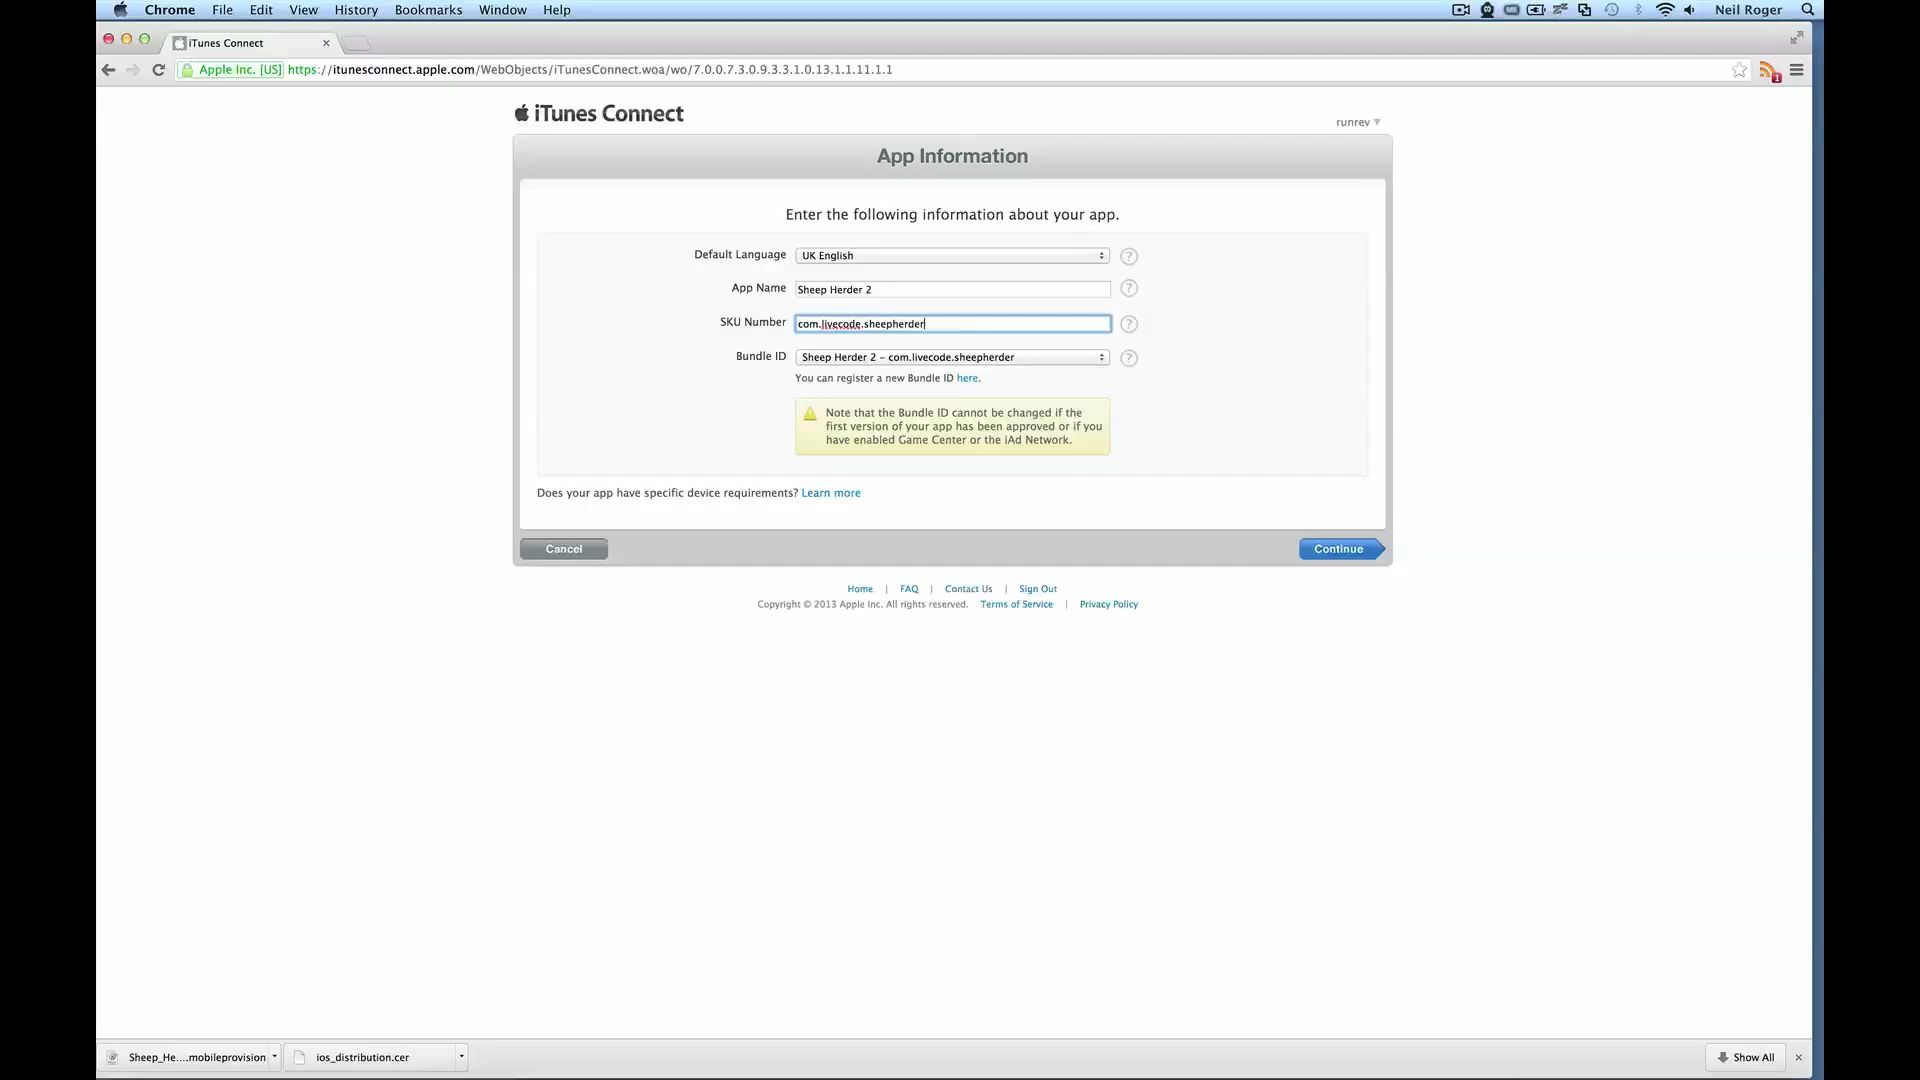 Chrome File Edit View History Bookmarks Window Help Neil Roger
iTunes Connect
Apple Inc. [US] https://itunesconnect.apple.com/WebObjects/iTunesConnect.woa/wo/7.0.0.7.3.0.9.3.3.1.0.13.1.1.11.1.1
1
iTunes Connect
runrev
App Information
Enter the following information about your app.
Default Language UK English ?
App Name Sheep Herder 2 ?
SKU Number com.livecode.sheepherder ?
Bundle ID Sheep Herder 2 – com.livecode.sheepherder ?
You can register a new Bundle ID here.
Note that the Bundle ID cannot be changed if the
first version of your app has been approved or if you
have enabled Game Center or the iAd Network.
Does your app have specific device requirements? Learn more
Cancel Continue
Home | FAQ | Contact Us | Sign Out
Copyright © 2013 Apple Inc. All rights reserved. Terms of Service | Privacy Policy
Sheep_He....mobileprovision ios_distribution.cer Show All